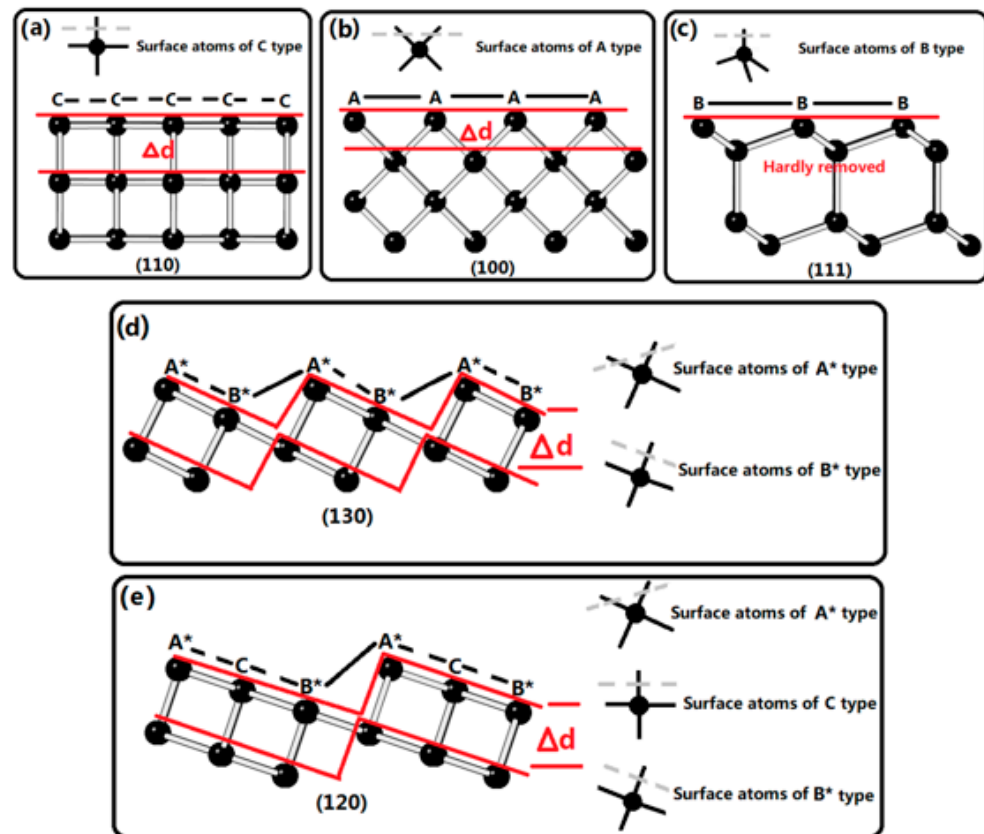 (a)
Surface atoms of C type
C C C C C
Δd
(110)
(b)
Surface atoms of A type
A A A A
Δd
(100)
(c)
Surface atoms of B type
B B B
Hardly removed
(111)
(d)
A* B* A* B* A* B*
Δd
(130)
Surface atoms of A* type
Surface atoms of B* type
(e)
A* C B* A* C B*
Δd
(120)
Surface atoms of A* type
Surface atoms of C type
Surface atoms of B* type